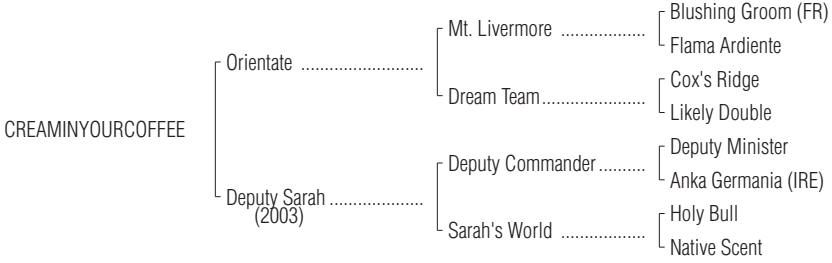 Blushing Groom (FR)
Mt. Livermore ..................
Flama Ardiente
Orientate ..........................
Cox's Ridge
Dream Team......................
Likely Double
CREAMINYOURCOFFEE
Deputy Minister
Deputy Commander..........
Anka Germania (IRE)
Deputy Sarah ....................
(2003)
Holy Bull
Sarah's World ..................
Native Scent